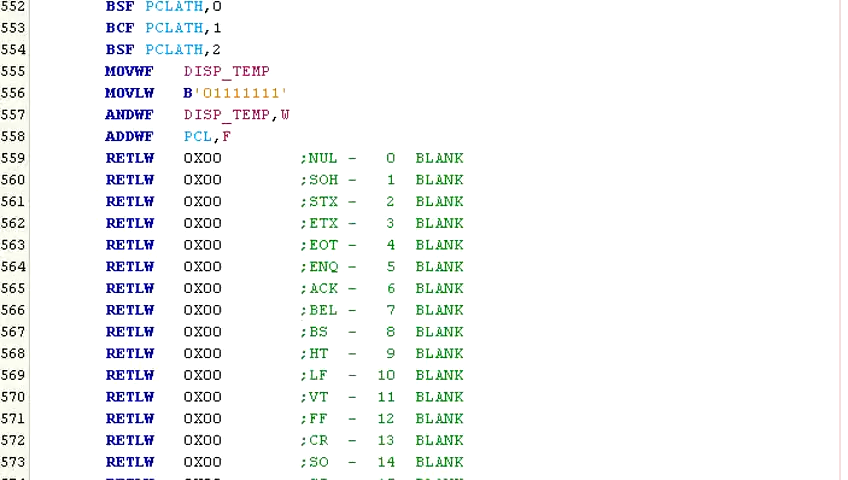 552 BSF PCLATH,0
553 BCF PCLATH,1
554 BSF PCLATH,2
555 MOVWF DISP_TEMP
556 MOVLW B'01111111'
557 ANDWF DISP_TEMP,W
558 ADDWF PCL,F
559 RETLW 0X00 ;NUL - 0 BLANK
560 RETLW 0X00 ;SOH - 1 BLANK
561 RETLW 0X00 ;STX - 2 BLANK
562 RETLW 0X00 ;ETX - 3 BLANK
563 RETLW 0X00 ;EOT - 4 BLANK
564 RETLW 0X00 ;ENQ - 5 BLANK
565 RETLW 0X00 ;ACK - 6 BLANK
566 RETLW 0X00 ;BEL - 7 BLANK
567 RETLW 0X00 ;BS - 8 BLANK
568 RETLW 0X00 ;HT - 9 BLANK
569 RETLW 0X00 ;LF - 10 BLANK
570 RETLW 0X00 ;VT - 11 BLANK
571 RETLW 0X00 ;FF - 12 BLANK
572 RETLW 0X00 ;CR - 13 BLANK
573 RETLW 0X00 ;SO - 14 BLANK